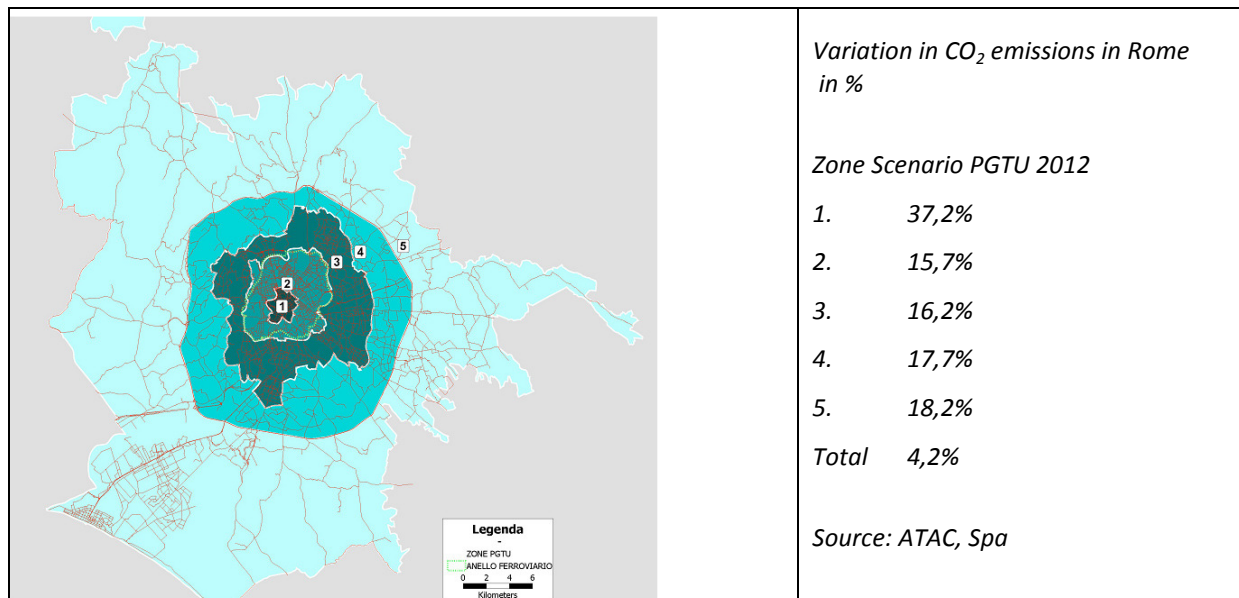 1
2
3
4
5
Legenda
-
ZONE PGTU
ANELLO FERROVIARIO
0 2 4 6
Kilometers
Variation in CO₂ emissions in Rome
in %
Zone Scenario PGTU 2012
1. 37,2%
2. 15,7%
3. 16,2%
4. 17,7%
5. 18,2%
Total 4,2%
Source: ATAC, Spa